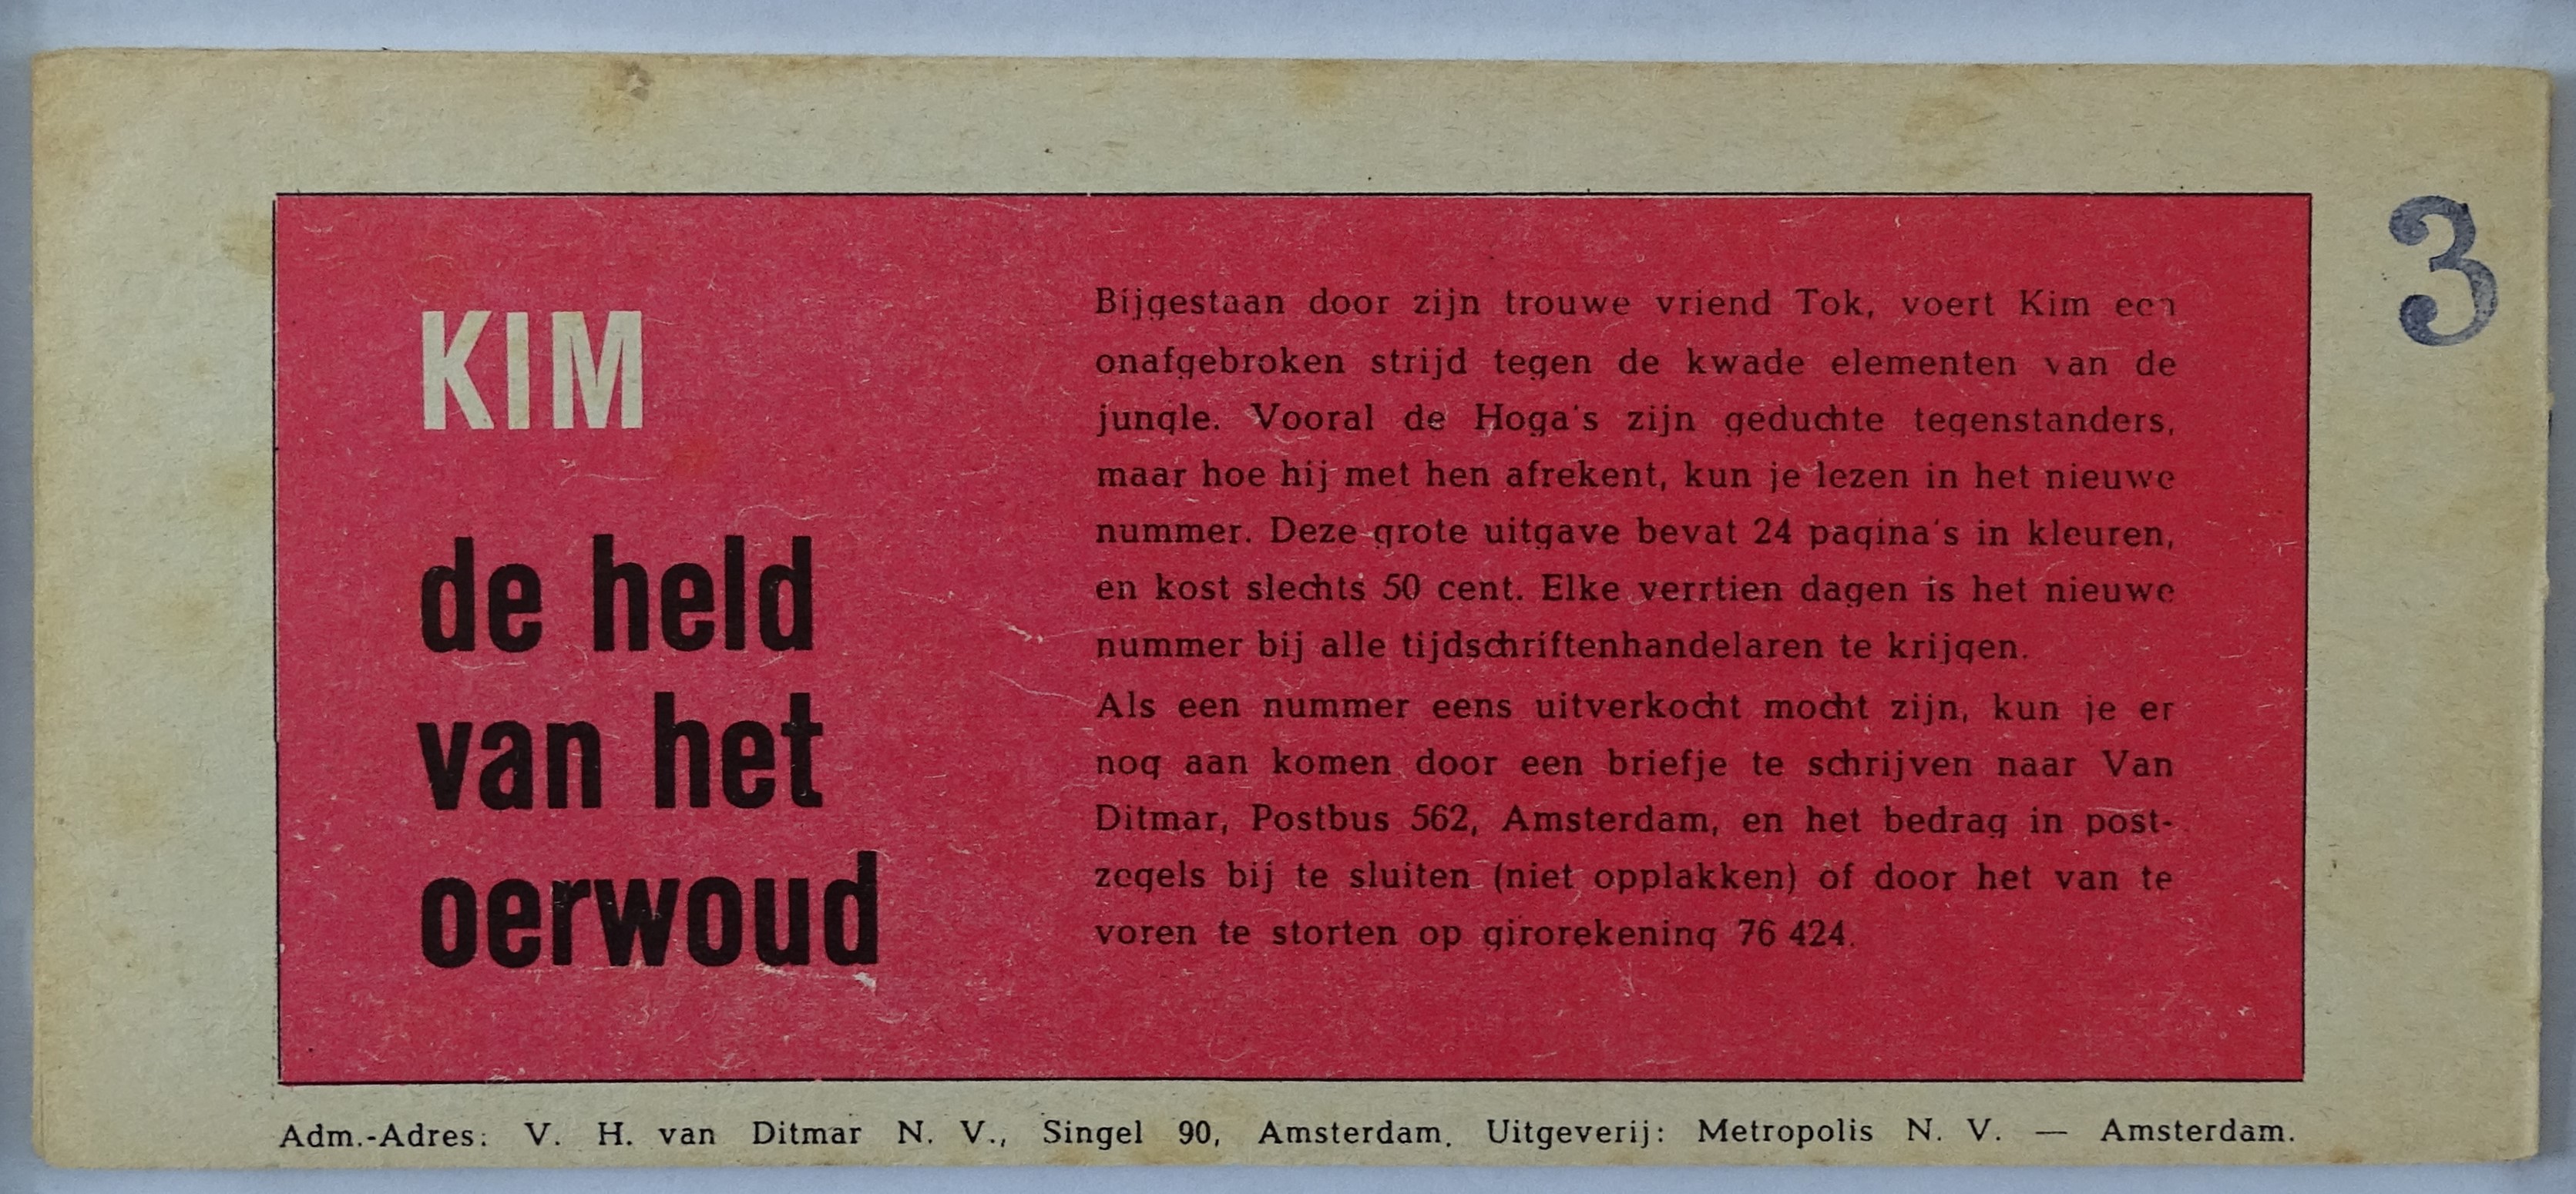 KIM
de held
van het
oerwoud
Bijgestaan door zijn trouwe vriend Tok, voert Kim een
onafgebroken strijd tegen de kwade elementen van de
jungle. Vooral de Hoga's zijn geduchte tegenstanders,
maar hoe hij met hen afrekent, kun je lezen in het nieuwe
nummer. Deze grote uitgave bevat 24 pagina's in kleuren,
en kost slechts 50 cent. Elke verrtien dagen is het nieuwe
nummer bij alle tijdschriftenhandelaren te krijgen.
Als een nummer eens uitverkocht mocht zijn, kun je er
nog aan komen door een briefje te schrijven naar Van
Ditmar, Postbus 562, Amsterdam, en het bedrag in post-
zegels bij te sluiten (niet opplakken) óf door het van te
voren te storten op girorekening 76 424.
3
Adm.-Adres: V. H. van Ditmar N. V., Singel 90, Amsterdam. Uitgeverij: Metropolis N. V. — Amsterdam.